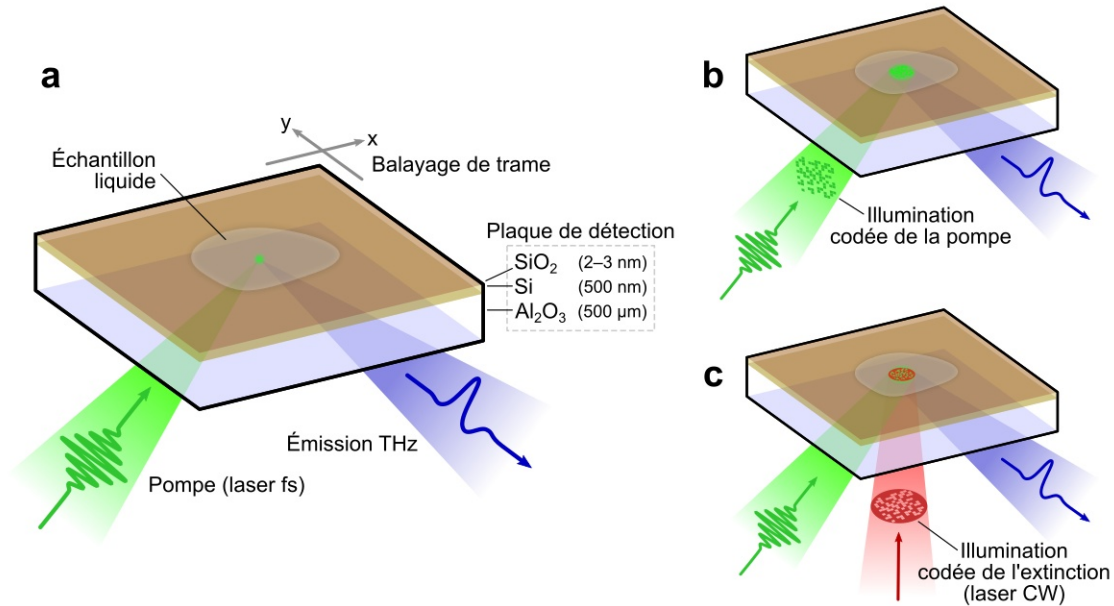 a
y
x
Balayage de trame
Échantillon
liquide
Plaque de détection
SiO₂ (2–3 nm)
Si (500 nm)
Al₂O₃ (500 µm)
Émission THz
Pompe (laser fs)
b
Illumination
codée de la pompe
c
Illumination
codée de l'extinction
(laser CW)